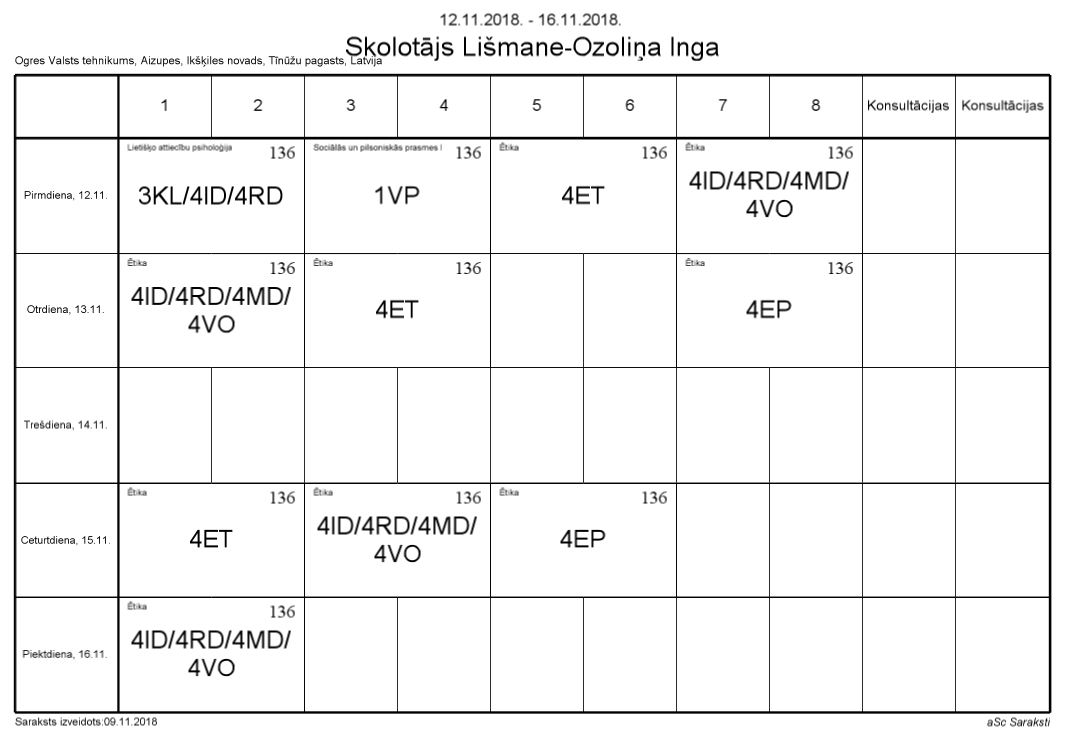 12.11.2018. - 16.11.2018.
Skolotājs Lišmane-Ozoliņa Inga
Ogres Valsts tehnikums, Aizupes, Ikšķiles novads, Tīnūžu pagasts, Latvija
1 2 3 4 5 6 7 8 Konsultācijas Konsultācijas
Pirmdiena, 12.11.
Lietišķo attiecību psiholoģija 136
3KL/4ID/4RD
Sociālās un pilsoniskās prasmes I 136
1VP
Ētika 136
4ET
Ētika 136
4ID/4RD/4MD/
4VO
Otrdiena, 13.11.
Ētika 136
4ID/4RD/4MD/
4VO
Ētika 136
4ET
Ētika 136
4EP
Trešdiena, 14.11.
Ceturtdiena, 15.11.
Ētika 136
4ET
Ētika 136
4ID/4RD/4MD/
4VO
Ētika 136
4EP
Piektdiena, 16.11.
Ētika 136
4ID/4RD/4MD/
4VO
Saraksts izveidots:09.11.2018
aSc Saraksti